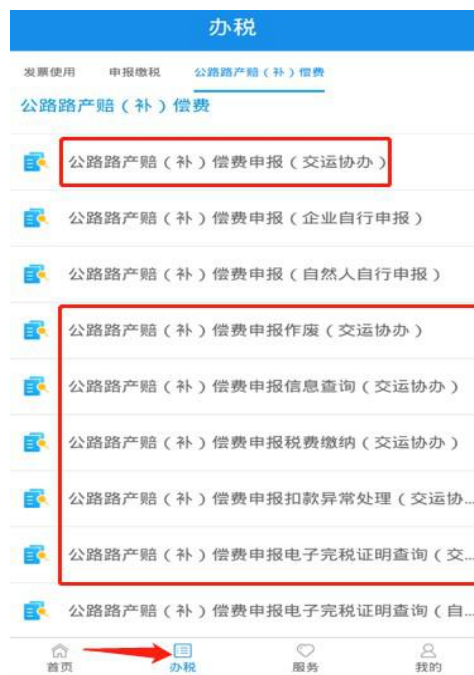 办税
发票使用 申报缴税 公路路产赔（补）偿费
公路路产赔（补）偿费
公路路产赔（补）偿费申报（交运协办）
公路路产赔（补）偿费申报（企业自行申报）
公路路产赔（补）偿费申报（自然人自行申报）
公路路产赔（补）偿费申报作废（交运协办）
公路路产赔（补）偿费申报信息查询（交运协办）
公路路产赔（补）偿费申报税费缴纳（交运协办）
公路路产赔（补）偿费申报扣款异常处理（交运协...
公路路产赔（补）偿费申报电子完税证明查询（交...
公路路产赔（补）偿费申报电子完税证明查询（自...
首页 办税 服务 我的